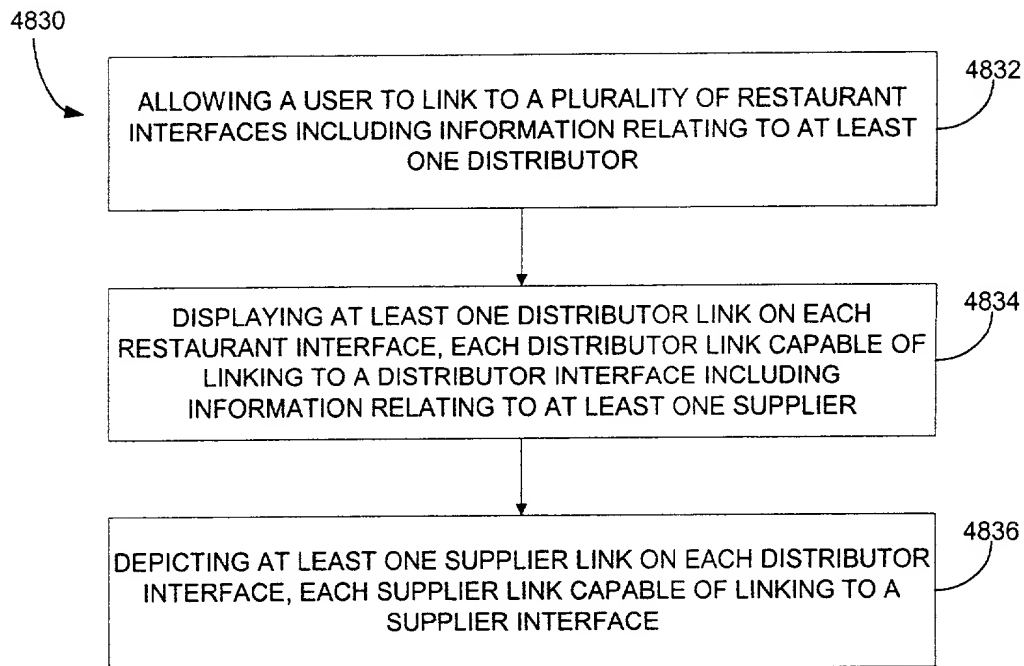 4830
4832
ALLOWING A USER TO LINK TO A PLURALITY OF RESTAURANT
INTERFACES INCLUDING INFORMATION RELATING TO AT LEAST
ONE DISTRIBUTOR
4834
DISPLAYING AT LEAST ONE DISTRIBUTOR LINK ON EACH
RESTAURANT INTERFACE, EACH DISTRIBUTOR LINK CAPABLE OF
LINKING TO A DISTRIBUTOR INTERFACE INCLUDING
INFORMATION RELATING TO AT LEAST ONE SUPPLIER
4836
DEPICTING AT LEAST ONE SUPPLIER LINK ON EACH DISTRIBUTOR
INTERFACE, EACH SUPPLIER LINK CAPABLE OF LINKING TO A
SUPPLIER INTERFACE